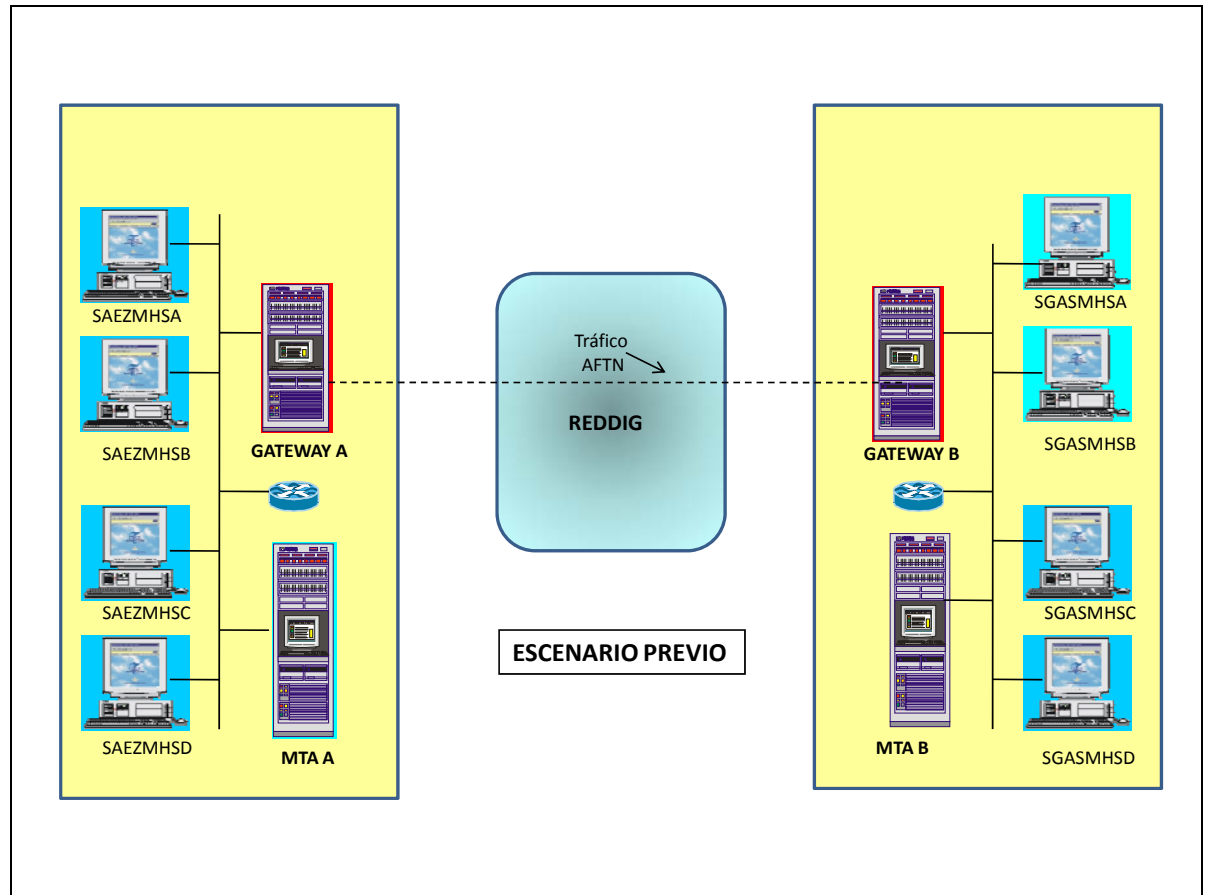 SAEZMHSA
SAEZMHSB
GATEWAY A
SAEZMHSC
SAEZMHSD
MTA A
Tráfico
AFTN
REDDIG
ESCENARIO PREVIO
SGASMHSA
GATEWAY B
SGASMHSB
SGASMHSC
MTA B
SGASMHSD